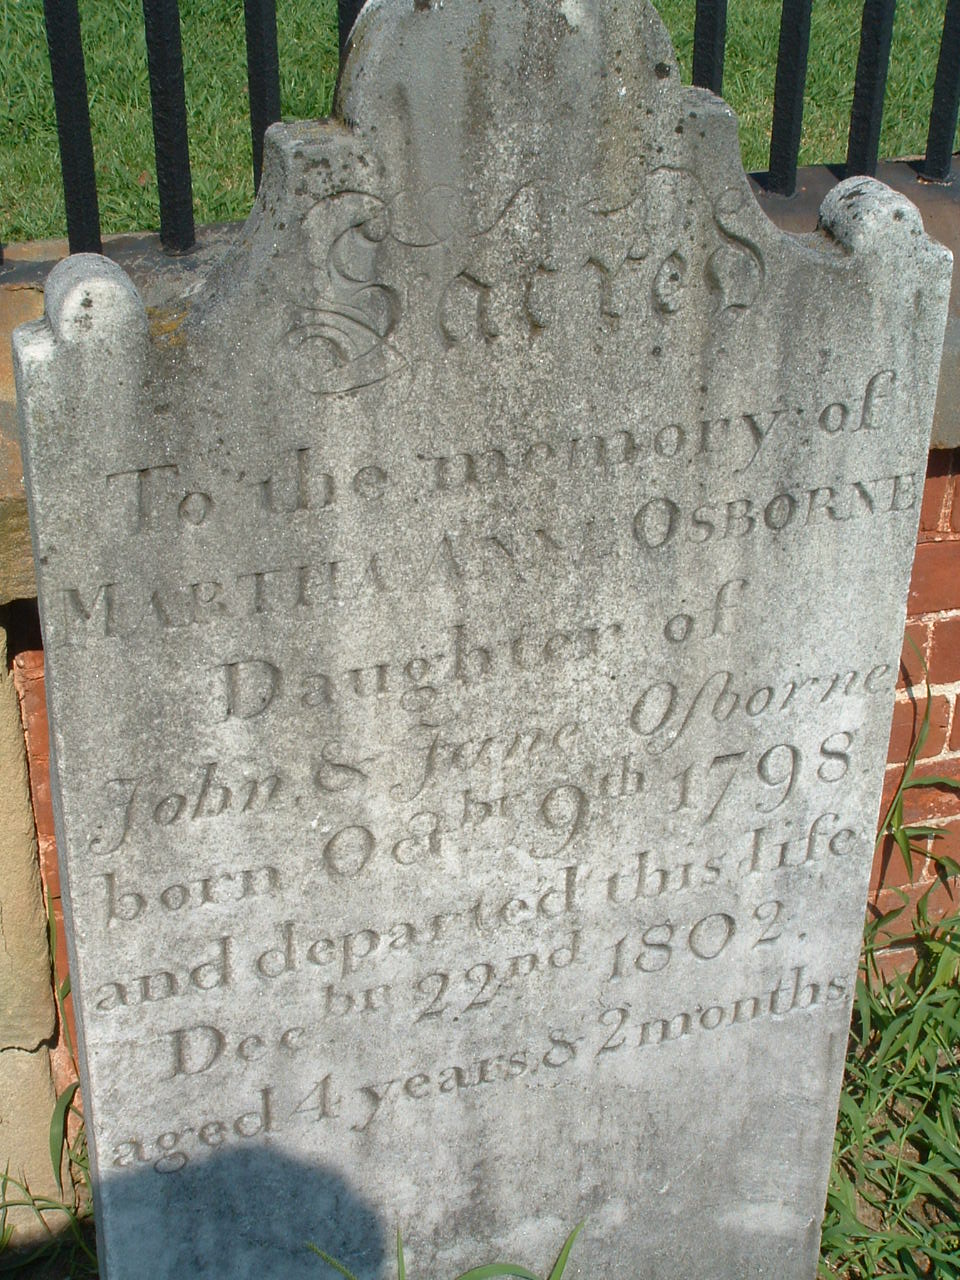 Sacred
To the memory of
MARTHA ANN OSBORNE
Daughter of
John & Jane Oſborne
born Octbr 9th 1798.
and departed this life
Decbr 22nd 1802.
aged 4 years & 2 months